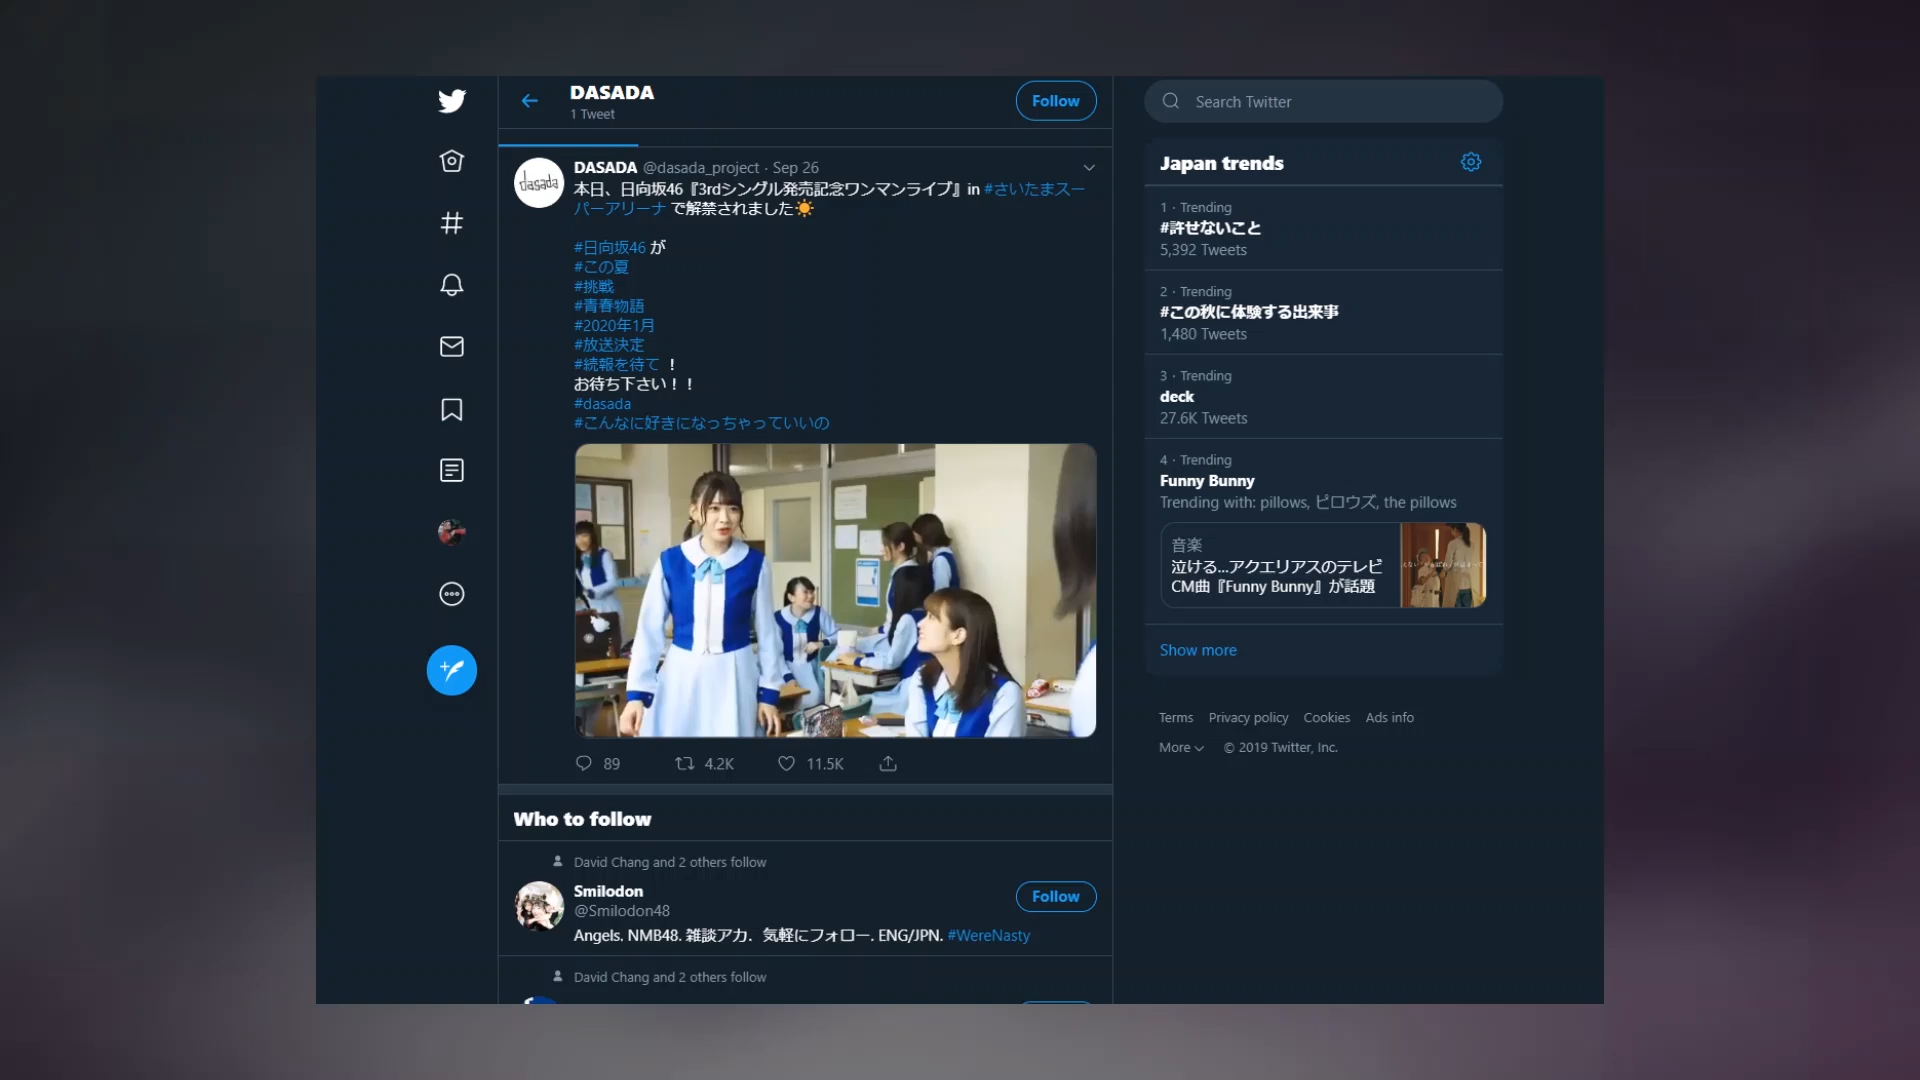 DASADA
1 Tweet
Follow
Search Twitter
dasada
DASADA @dasada_project · Sep 26
本日、日向坂46『3rdシングル発売記念ワンマンライブ』in #さいたまスー
パーアリーナ で解禁されました☀
#日向坂46 が
#この夏
#挑戦
#青春物語
#2020年1月
#放送決定
#続報を待て ！
お待ち下さい！！
#dasada
#こんなに好きになっちゃっていいの
89
4.2K
11.5K
Who to follow
David Chang and 2 others follow
Smilodon
@Smilodon48
Follow
Angels. NMB48. 雑談アカ．気軽にフォロー. ENG/JPN. #WereNasty
David Chang and 2 others follow
Japan trends
1 · Trending
#許せないこと
5,392 Tweets
2 · Trending
#この秋に体験する出来事
1,480 Tweets
3 · Trending
deck
27.6K Tweets
4 · Trending
Funny Bunny
Trending with: pillows, ピロウズ, the pillows
音楽
泣ける...アクエリアスのテレビ
CM曲『Funny Bunny』が話題
Show more
Terms Privacy policy Cookies Ads info
More © 2019 Twitter, Inc.